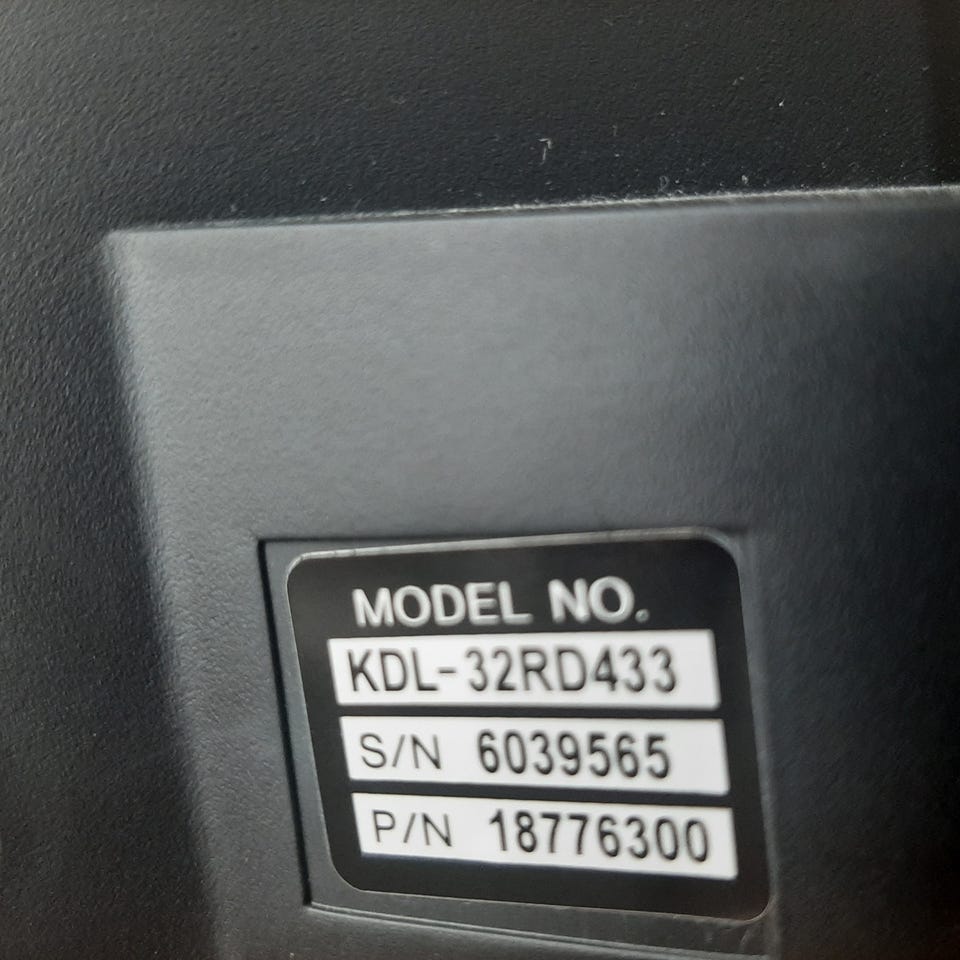 MODEL NO.
KDL-32RD433
S/N 6039565
P/N 18776300